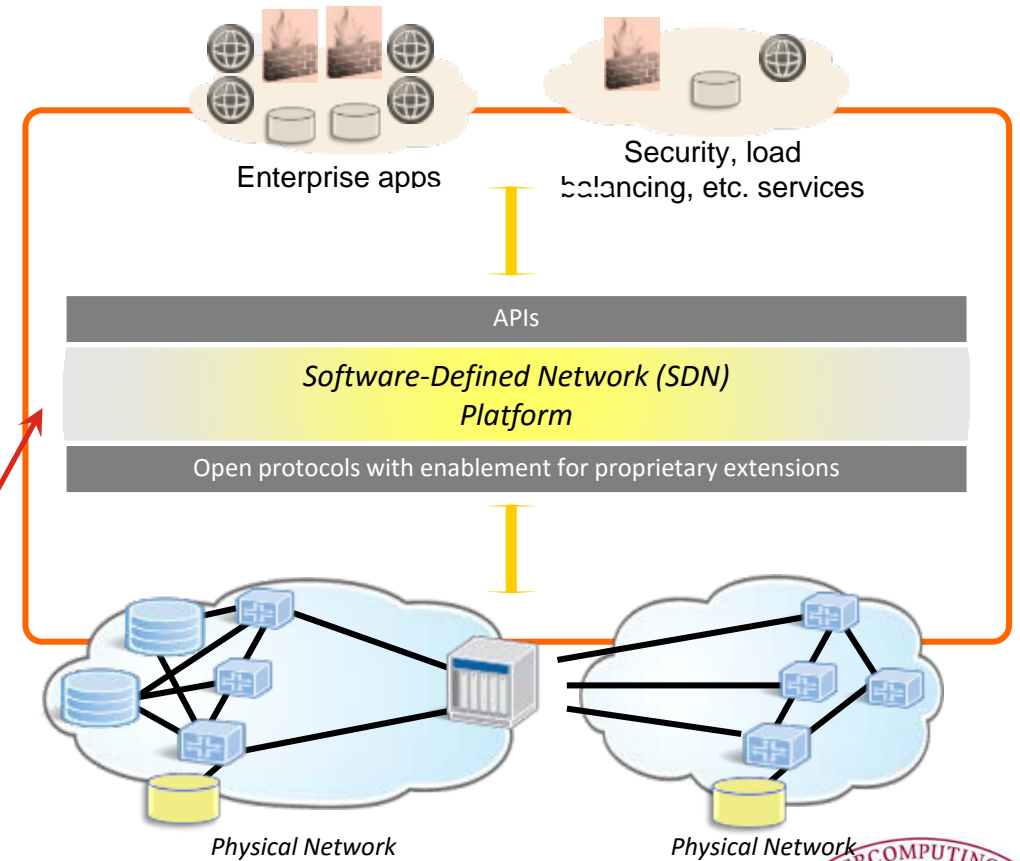 Enterprise apps
Security, load
balancing, etc. services
APIs
Software-Defined Network (SDN)
Platform
Open protocols with enablement for proprietary extensions
Physical Network
Physical Network